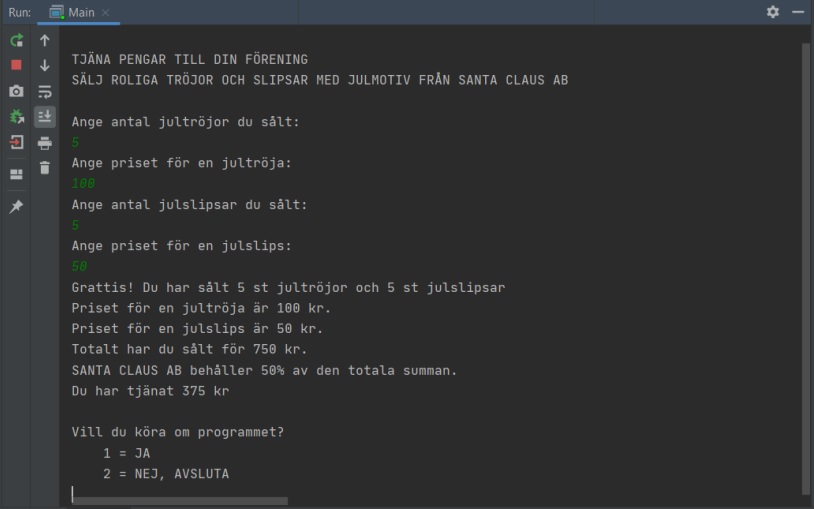 Run: Main
TJÄNA PENGAR TILL DIN FÖRENING
SÄLJ ROLIGA TRÖJOR OCH SLIPSAR MED JULMOTIV FRÅN SANTA CLAUS AB
Ange antal jultröjor du sålt:
5
Ange priset för en jultröja:
100
Ange antal julslipsar du sålt:
5
Ange priset för en julslips:
50
Grattis! Du har sålt 5 st jultröjor och 5 st julslipsar
Priset för en jultröja är 100 kr.
Priset för en julslips är 50 kr.
Totalt har du sålt för 750 kr.
SANTA CLAUS AB behåller 50% av den totala summan.
Du har tjänat 375 kr
Vill du köra om programmet?
1 = JA
2 = NEJ, AVSLUTA